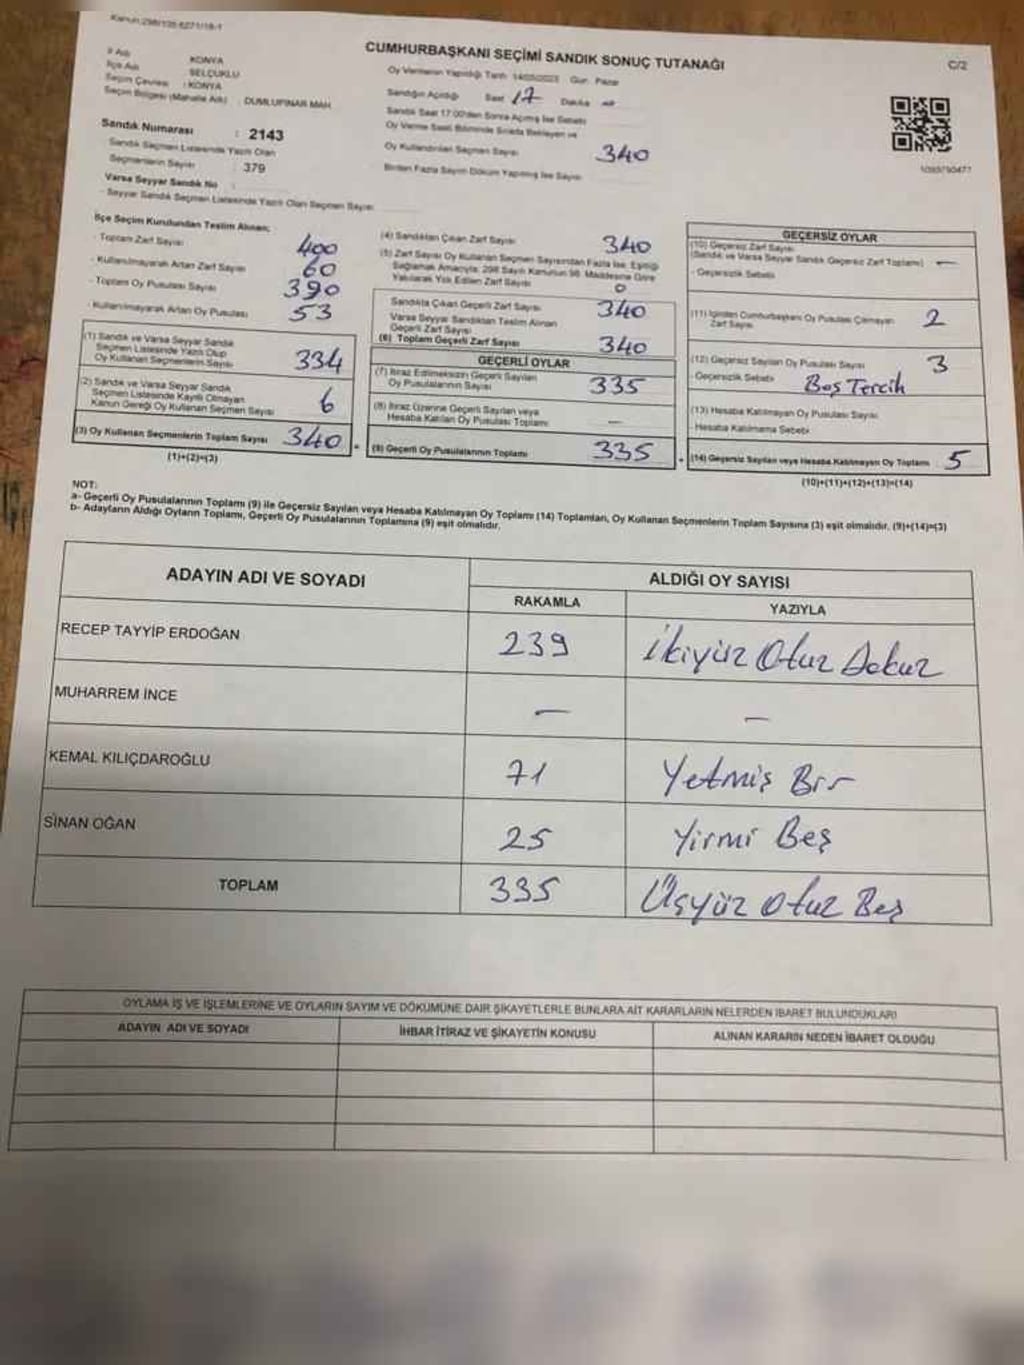 Kanun:298/105-6271/18-1
CUMHURBAŞKANI SEÇİMİ SANDIK SONUÇ TUTANAĞI
C/2
İl Adı : KONYA
İlçe Adı : SELÇUKLU
Seçim Çevresi : KONYA
Seçim Bölgesi (Mahalle Adı) : DUMLUPINAR MAH.
Sandık Numarası : 2143
Sandık Seçmen Listesinde Yazılı Olan
Seçmenlerin Sayısı : 379
Varsa Seyyar Sandık No :
- Seyyar Sandık Seçmen Listesinde Yazılı Olan Seçmen Sayısı
Oy Vermenin Yapıldığı Tarih 14/05/2023 Gün Pazar
Sandığın Açıldığı Saat 17 Dakika
Sandık Saat 17:00'den Sonra Açılmış İse Sebebi
Oy Verme Saati Bitiminde Sırada Bekleyen ve
Oy Kullandırılan Seçmen Sayısı 340
Birden Fazla Sayım Döküm Yapılmış İse Sayısı
1093790477
İlçe Seçim Kurulundan Teslim Alınan;
- Toplam Zarf Sayısı 400
- Kullanılmayarak Artan Zarf Sayısı 60
- Toplam Oy Pusulası Sayısı 390
- Kullanılmayarak Artan Oy Pusulası 53
(1) Sandık ve Varsa Seyyar Sandık
Seçmen Listesinde Yazılı Olup
Oy Kullanan Seçmenlerin Sayısı 334
(2) Sandık ve Varsa Seyyar Sandık
Seçmen Listesinde Kayıtlı Olmayan
Kanun Gereği Oy Kullanan Seçmen Sayısı 6
(3) Oy Kullanan Seçmenlerin Toplam Sayısı 340
(1)+(2)=(3)
(4) Sandıktan Çıkan Zarf Sayısı 340
(5) Zarf Sayısı Oy Kullanan Seçmen Sayısından Fazla İse, Eşitliği
Sağlamak Amacıyla, 298 Sayılı Kanunun 98. Maddesine Göre
Yakılarak Yok Edilen Zarf Sayısı 0
Sandıkta Çıkan Geçerli Zarf Sayısı 340
Varsa Seyyar Sandıktan Teslim Alınan
Geçerli Zarf Sayısı
(6) Toplam Geçerli Zarf Sayısı 340
GEÇERLİ OYLAR
(7) İtiraz Edilmeksizin Geçerli Sayılan
Oy Pusulalarının Sayısı 335
(8) İtiraz Üzerine Geçerli Sayılan veya
Hesaba Katılan Oy Pusulası Toplamı —
(9) Geçerli Oy Pusulalarının Toplamı 335
GEÇERSİZ OYLAR
(10) Geçersiz Zarf Sayısı
(Sandık ve Varsa Seyyar Sandık Geçersiz Zarf Toplamı) —
- Geçersizlik Sebebi
(11) İçinden Cumhurbaşkanı Oy Pusulası Çıkmayan
Zarf Sayısı 2
(12) Geçersiz Sayılan Oy Pusulası Sayısı 3
- Geçersizlik Sebebi Boş Tercih
(13) Hesaba Katılmayan Oy Pusulası Sayısı
- Hesaba Katılmama Sebebi
(14) Geçersiz Sayılan veya Hesaba Katılmayan Oy Toplamı 5
(10)+(11)+(12)+(13)=(14)
NOT:
a- Geçerli Oy Pusulalarının Toplamı (9) ile Geçersiz Sayılan veya Hesaba Katılmayan Oy Toplamı (14) Toplamları, Oy Kullanan Seçmenlerin Toplam Sayısına (3) eşit olmalıdır. (9)+(14)=(3)
b- Adayların Aldığı Oyların Toplamı, Geçerli Oy Pusulalarının Toplamına (9) eşit olmalıdır.
ADAYIN ADI VE SOYADI ALDIĞI OY SAYISI
RAKAMLA YAZIYLA
RECEP TAYYİP ERDOĞAN 239 İkiyüz Otuz Dokuz
MUHARREM İNCE — —
KEMAL KILIÇDAROĞLU 71 Yetmiş Bir
SİNAN OĞAN 25 Yirmi Beş
TOPLAM 335 Üçyüz Otuz Beş
OYLAMA İŞ VE İŞLEMLERİNE VE OYLARIN SAYIM VE DÖKÜMÜNE DAİR ŞİKAYETLERLE BUNLARA AİT KARARLARIN NELERDEN İBARET BULUNDUKLARI
ADAYIN ADI VE SOYADI İHBAR İTİRAZ VE ŞİKAYETİN KONUSU ALINAN KARARIN NEDEN İBARET OLDUĞU